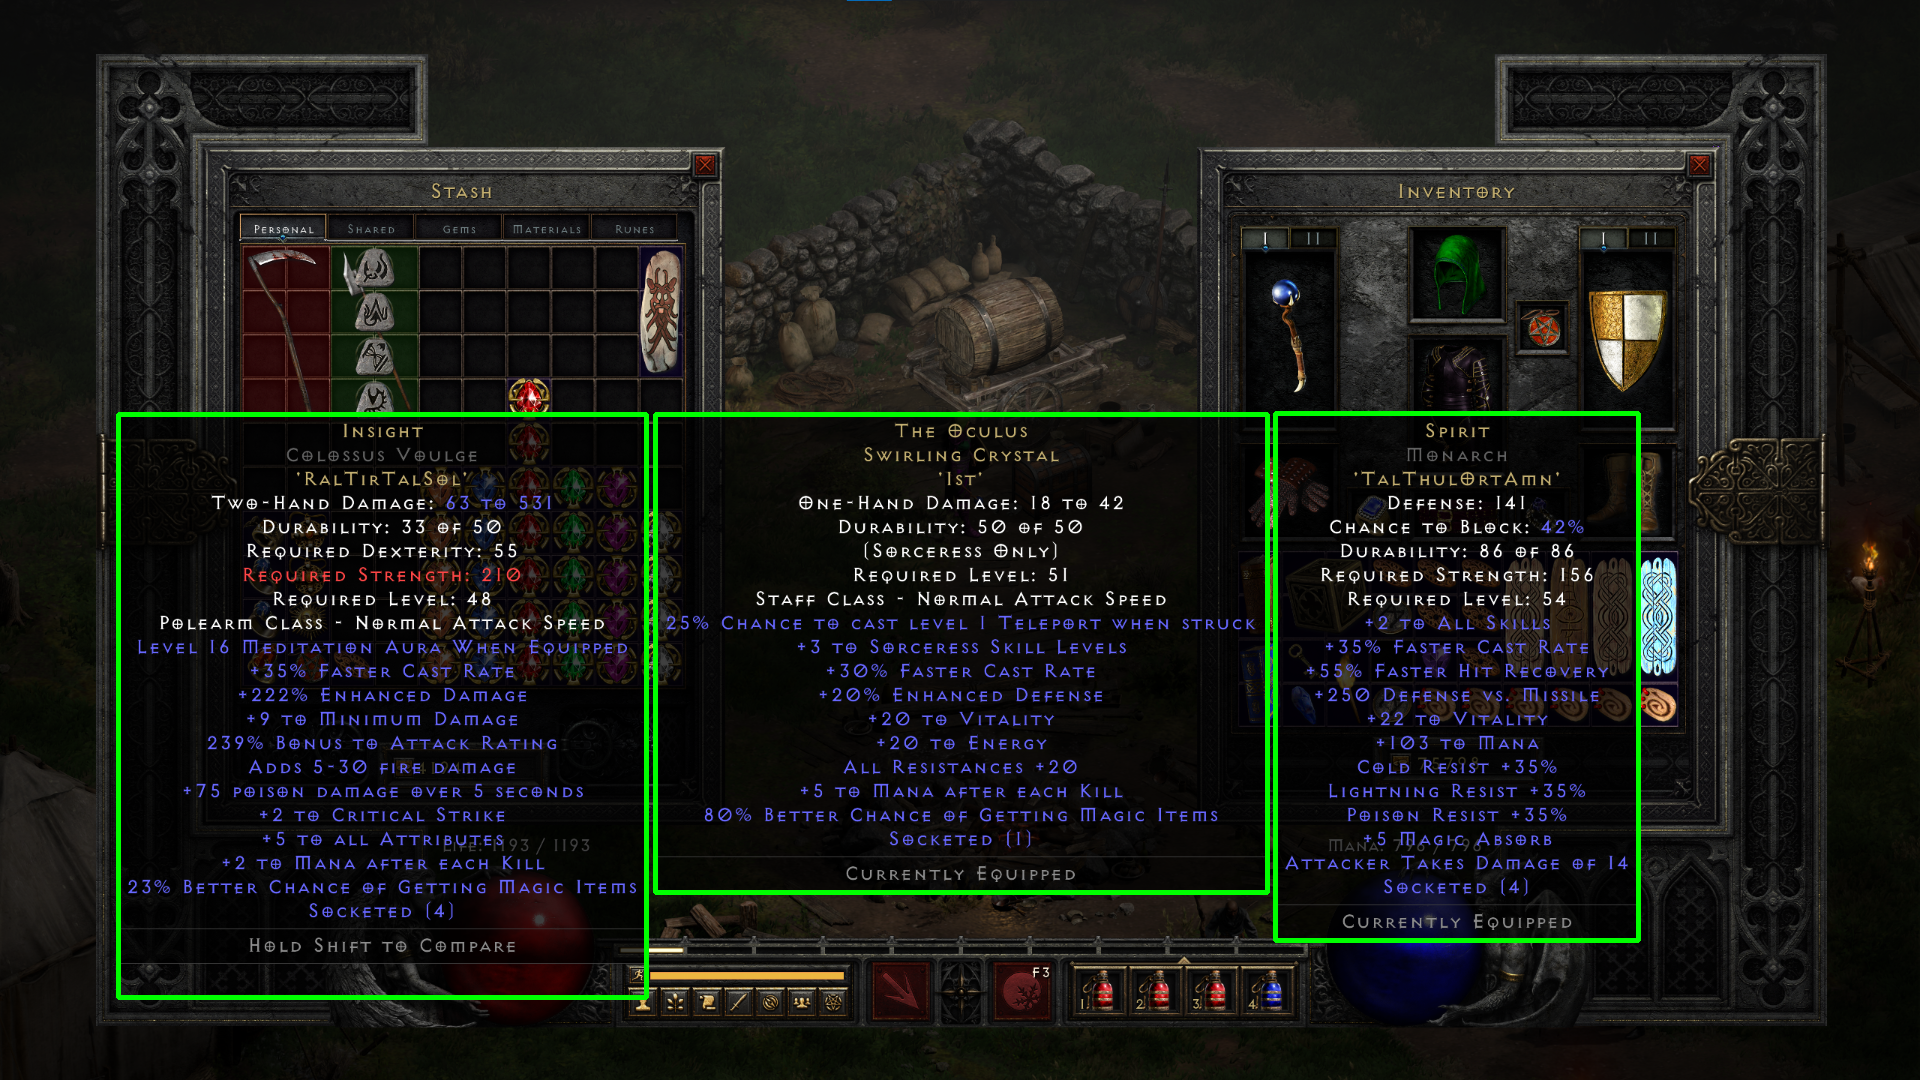 Stash
Personal
Shared
Gems
Materials
Runes
Inventory
I
II
I
II
Insight
Colossus Voulge
'RalTirTalSol'
Two-Hand Damage: 63 to 531
Durability: 33 of 50
Required Dexterity: 55
Required Strength: 210
Required Level: 48
Polearm Class - Normal Attack Speed
Level 16 Meditation Aura When Equipped
+35% Faster Cast Rate
+222% Enhanced Damage
+9 to Minimum Damage
239% Bonus to Attack Rating
Adds 5-30 fire damage
+75 poison damage over 5 seconds
+2 to Critical Strike
+5 to all Attributes
+2 to Mana after each Kill
23% Better Chance of Getting Magic Items
Socketed (4)
Hold Shift to Compare
The Oculus
Swirling Crystal
'Ist'
One-Hand Damage: 18 to 42
Durability: 50 of 50
(Sorceress Only)
Required Level: 51
Staff Class - Normal Attack Speed
25% Chance to cast level 1 Teleport when struck
+3 to Sorceress Skill Levels
+30% Faster Cast Rate
+20% Enhanced Defense
+20 to Vitality
+20 to Energy
All Resistances +20
+5 to Mana after each Kill
80% Better Chance of Getting Magic Items
Socketed (1)
Currently Equipped
Spirit
Monarch
'TalThulOrtAmn'
Defense: 141
Chance to Block: 42%
Durability: 86 of 86
Required Strength: 156
Required Level: 54
+2 to All Skills
+35% Faster Cast Rate
+55% Faster Hit Recovery
+250 Defense vs. Missile
+22 to Vitality
+103 to Mana
Cold Resist +35%
Lightning Resist +35%
Poison Resist +35%
+5 Magic Absorb
Attacker Takes Damage of 14
Socketed (4)
Currently Equipped
Life: 1193 / 1193
Mana: 796 / 796
F3
1
2
3
4